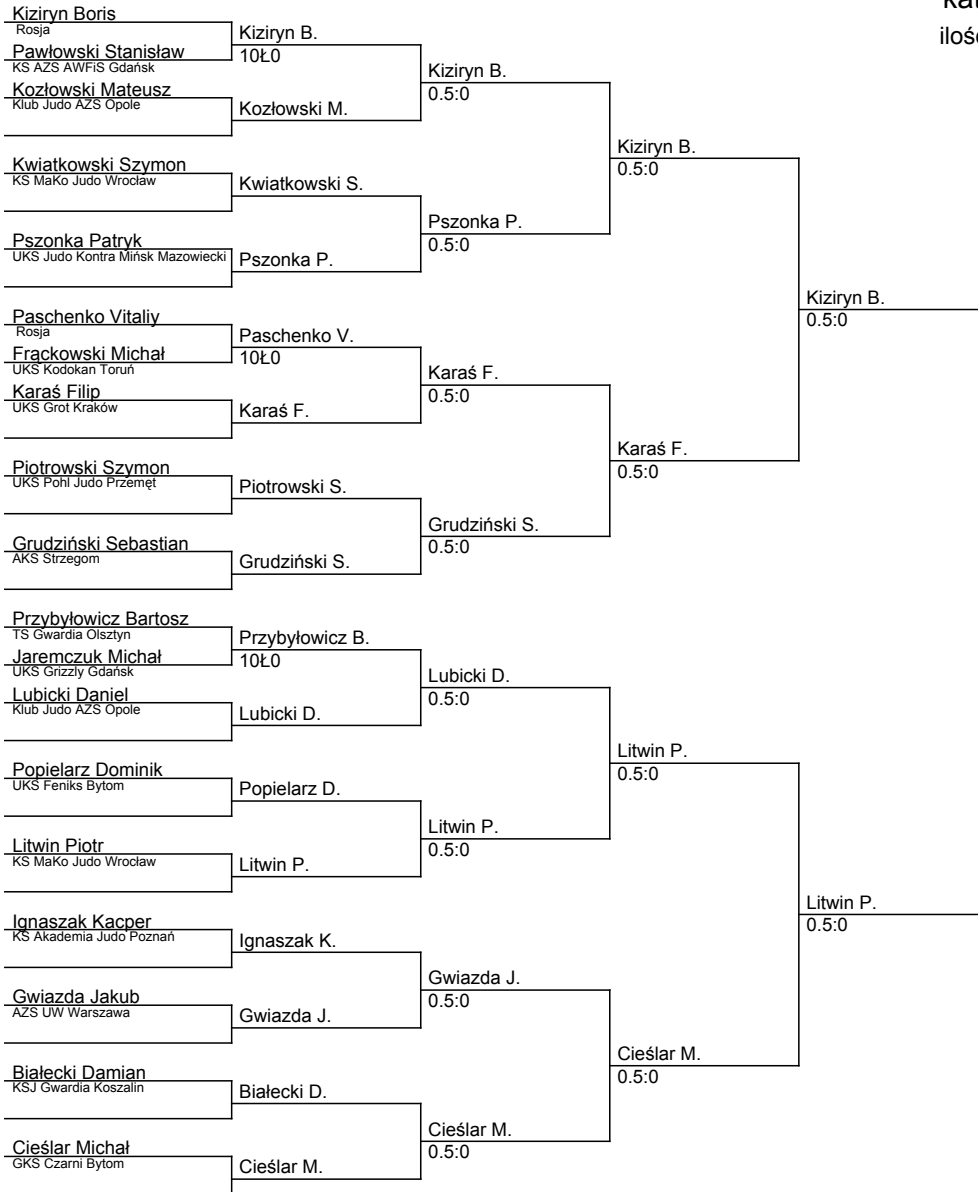 Kiziryn Boris
Rosja
Pawłowski Stanisław
KS AZS AWFiS Gdańsk
Kozłowski Mateusz
Klub Judo AZS Opole
Kwiatkowski Szymon
KS MaKo Judo Wrocław
Pszonka Patryk
UKS Judo Kontra Mińsk Mazowiecki
Paschenko Vitaliy
Rosja
Frąckowski Michał
UKS Kodokan Toruń
Karaś Filip
UKS Grot Kraków
Piotrowski Szymon
UKS Pohl Judo Przemęt
Grudziński Sebastian
AKS Strzegom
Przybyłowicz Bartosz
TS Gwardia Olsztyn
Jaremczuk Michał
UKS Grizzly Gdańsk
Lubicki Daniel
Klub Judo AZS Opole
Popielarz Dominik
UKS Feniks Bytom
Litwin Piotr
KS MaKo Judo Wrocław
Ignaszak Kacper
KS Akademia Judo Poznań
Gwiazda Jakub
AZS UW Warszawa
Białecki Damian
KSJ Gwardia Koszalin
Cieślar Michał
GKS Czarni Bytom
Kiziryn B.
10Ł0
Kozłowski M.
Kwiatkowski S.
Pszonka P.
Paschenko V.
10Ł0
Karaś F.
Piotrowski S.
Grudziński S.
Przybyłowicz B.
10Ł0
Lubicki D.
Popielarz D.
Litwin P.
Ignaszak K.
Gwiazda J.
Białecki D.
Cieślar M.
Kiziryn B.
0.5:0
Pszonka P.
0.5:0
Karaś F.
0.5:0
Grudziński S.
0.5:0
Lubicki D.
0.5:0
Litwin P.
0.5:0
Gwiazda J.
0.5:0
Cieślar M.
0.5:0
Kiziryn B.
0.5:0
Karaś F.
0.5:0
Litwin P.
0.5:0
Cieślar M.
0.5:0
Kiziryn B.
0.5:0
Litwin P.
0.5:0